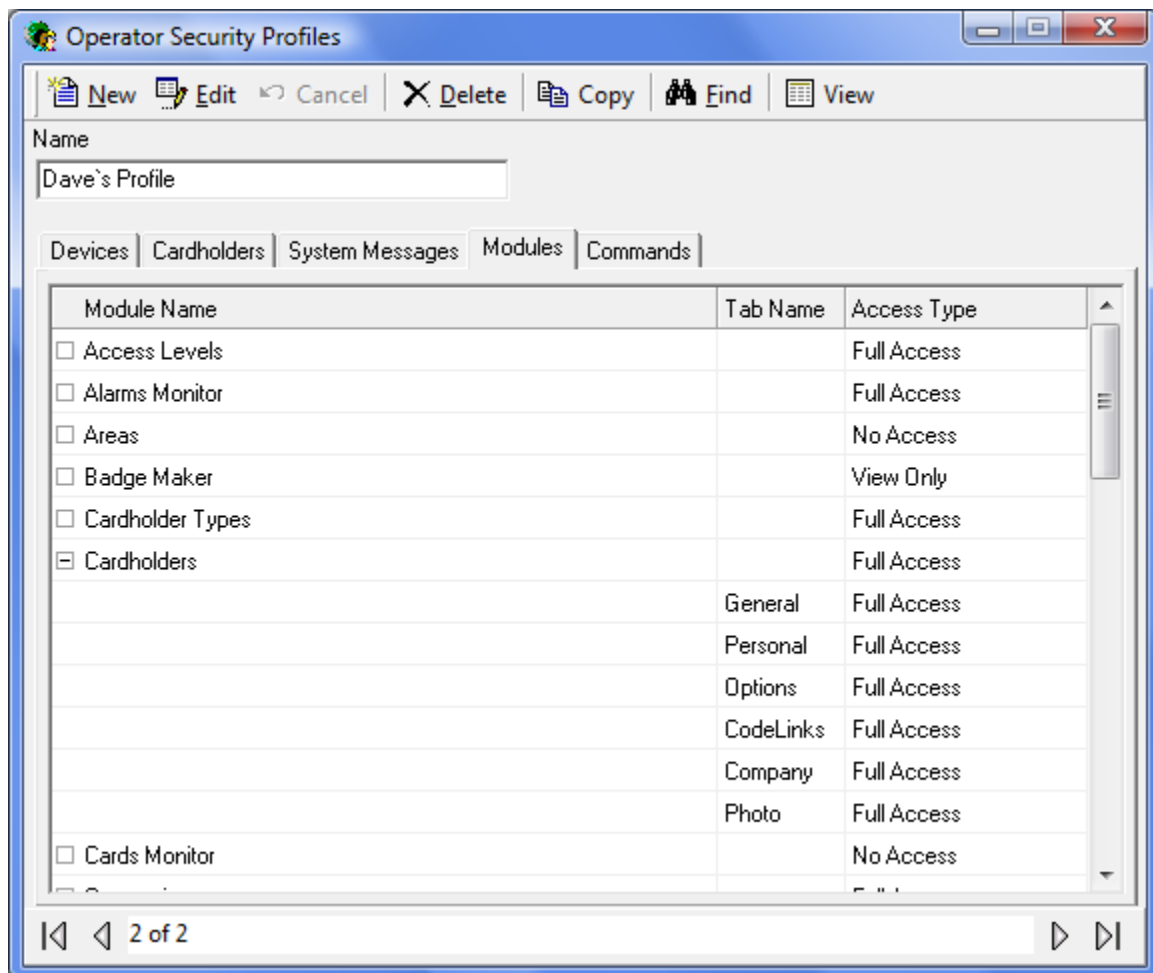 Operator Security Profiles
New Edit Cancel Delete Copy Find View
Name
Dave`s Profile
Devices Cardholders System Messages Modules Commands
Module Name Tab Name Access Type
Access Levels Full Access
Alarms Monitor Full Access
Areas No Access
Badge Maker View Only
Cardholder Types Full Access
Cardholders Full Access
General Full Access
Personal Full Access
Options Full Access
CodeLinks Full Access
Company Full Access
Photo Full Access
Cards Monitor No Access
2 of 2